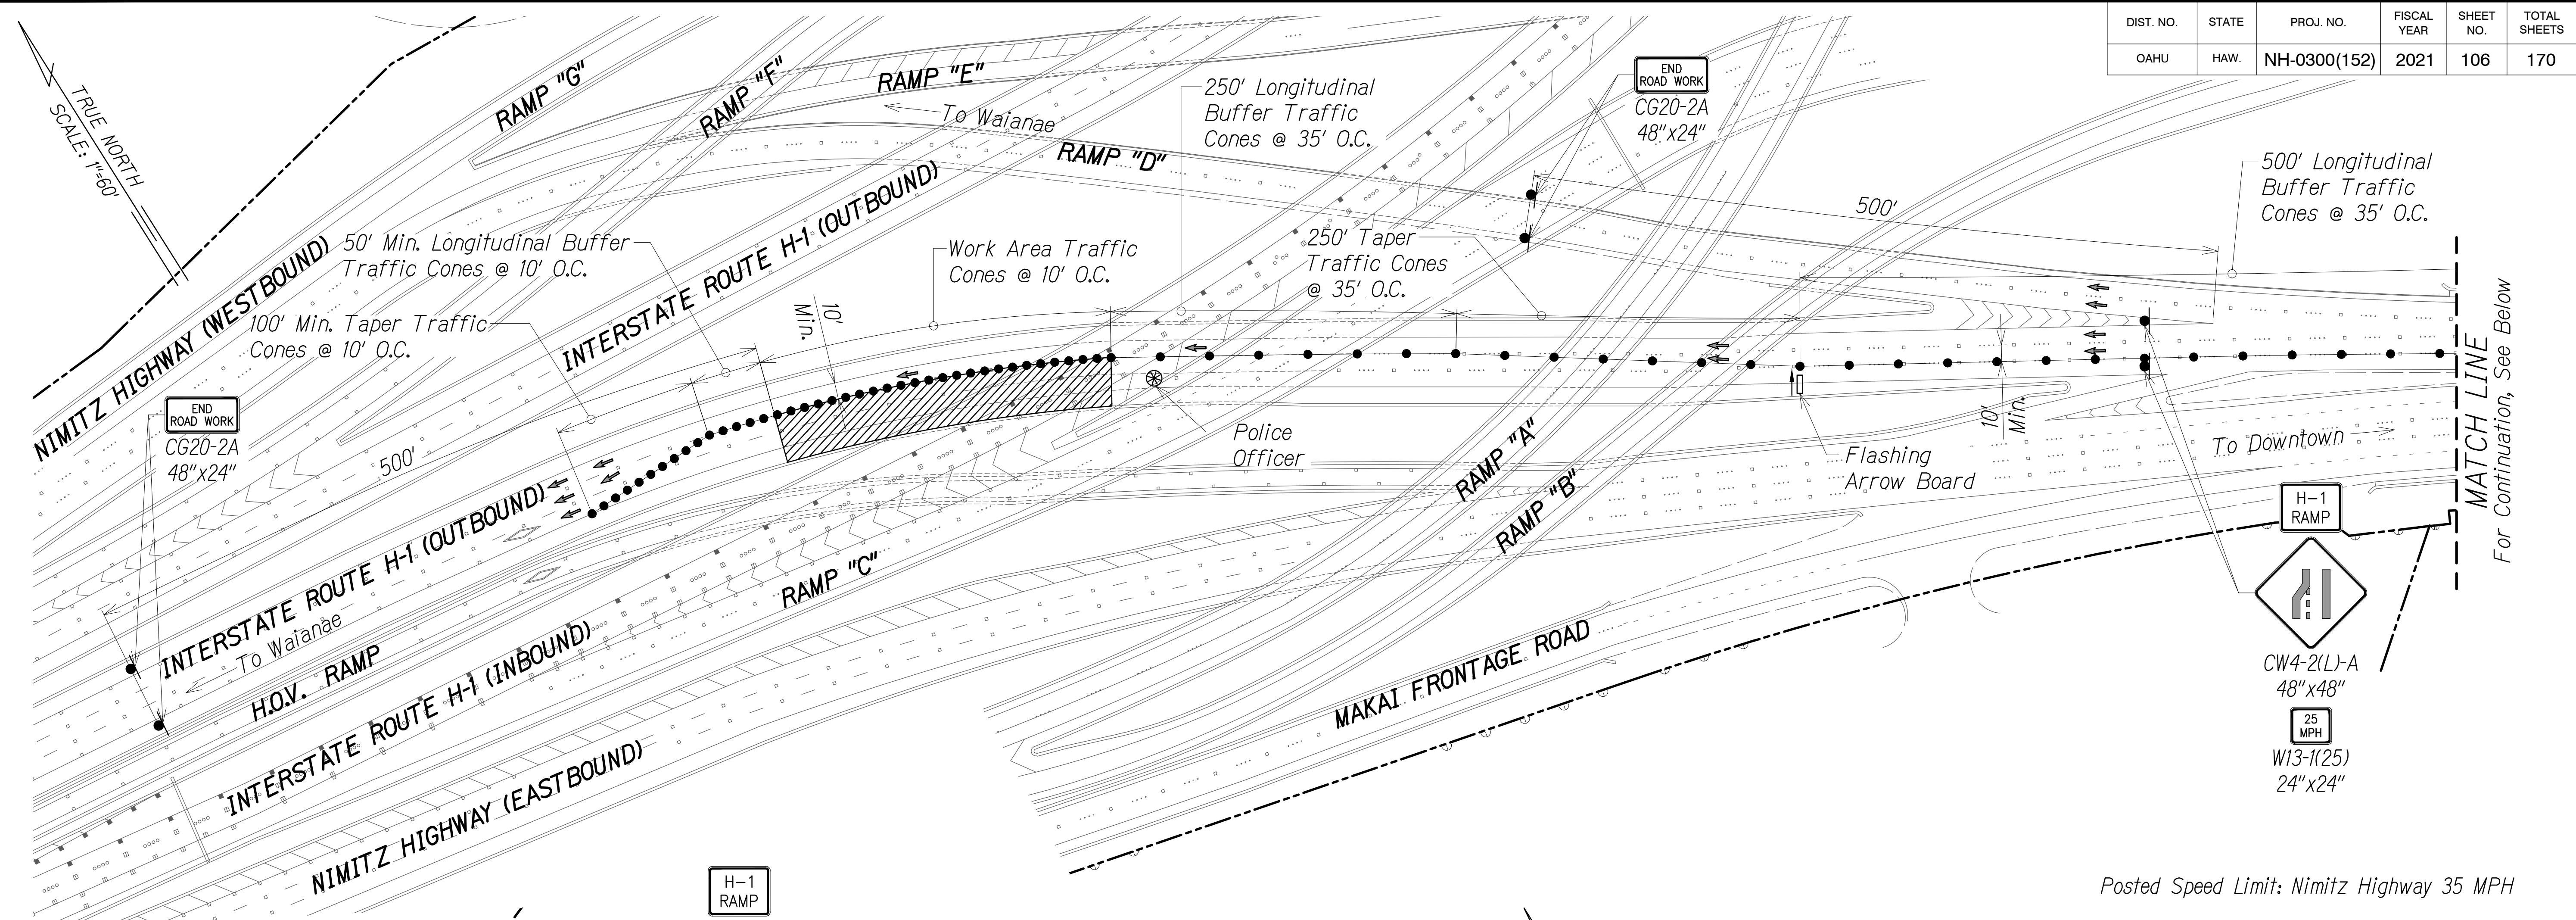 DIST. NO.
STATE
PROJ. NO.
FISCAL
YEAR
SHEET
NO.
TOTAL
SHEETS
OAHU
HAW.
NH-0300(152)
2021
106
170
TRUE NORTH
SCALE: 1"=60'
RAMP "G"
RAMP "F"
RAMP "E"
To Waianae
RAMP "D"
250' Longitudinal
Buffer Traffic
Cones @ 35' O.C.
END
ROAD WORK
CG20-2A
48"x24"
500' Longitudinal
Buffer Traffic
Cones @ 35' O.C.
500'
NIMITZ HIGHWAY (WESTBOUND)
50' Min. Longitudinal Buffer
Traffic Cones @ 10' O.C.
INTERSTATE ROUTE H-1 (OUTBOUND)
Work Area Traffic
Cones @ 10' O.C.
250' Taper
Traffic Cones
@ 35' O.C.
100' Min. Taper Traffic
Cones @ 10' O.C.
10'
Min.
END
ROAD WORK
CG20-2A
48"x24"
500'
Police
Officer
RAMP "A"
RAMP "B"
Flashing
Arrow Board
10'
Min.
To Downtown
MATCH LINE
For Continuation, See Below
H-1
RAMP
CW4-2(L)-A
48"x48"
25
MPH
W13-1(25)
24"x24"
INTERSTATE ROUTE H-1 (OUTBOUND)
To Waianae
H.O.V. RAMP
RAMP "C"
INTERSTATE ROUTE H-1 (INBOUND)
NIMITZ HIGHWAY (EASTBOUND)
MAKAI FRONTAGE ROAD
H-1
RAMP
Posted Speed Limit: Nimitz Highway 35 MPH